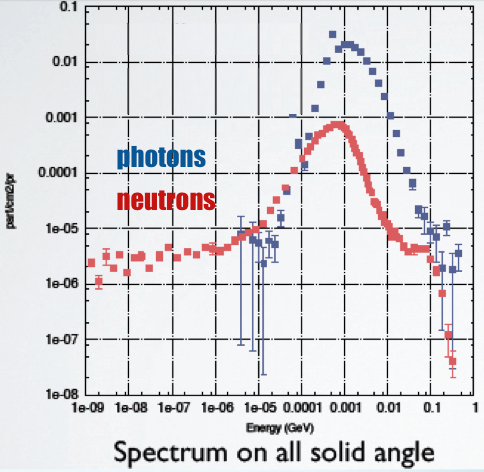 0.1
0.01
0.001
0.0001
1e-05
1e-06
1e-07
1e-08
part/cm2/pr
photons
neutrons
1e-09 1e-08 1e-07 1e-06 1e-05 0.0001 0.001 0.01 0.1 1
Energy (GeV)
Spectrum on all solid angle